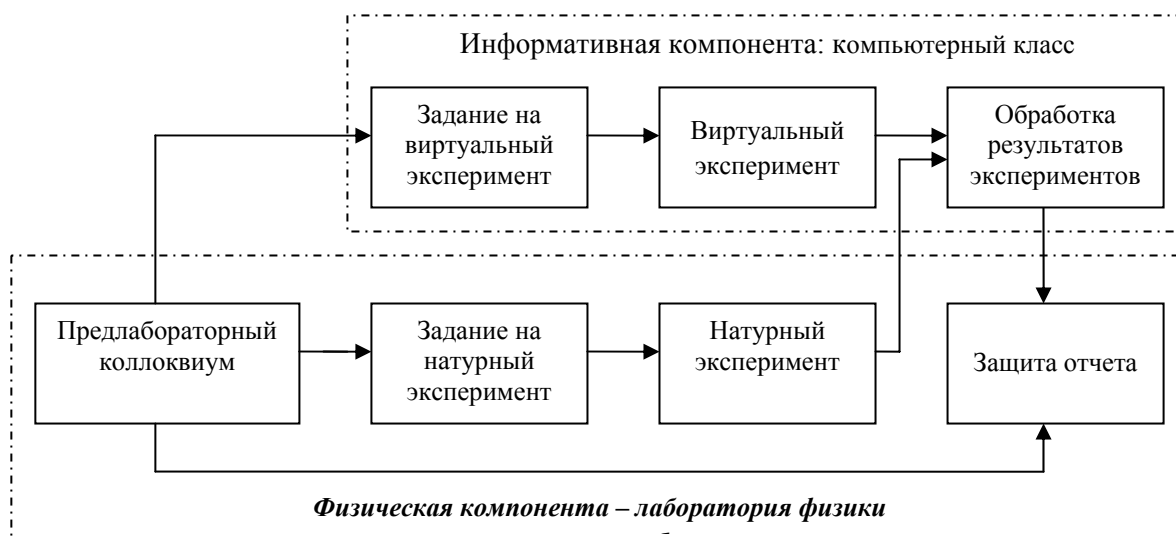 Информативная компонента: компьютерный класс
Задание на
виртуальный
эксперимент
Виртуальный
эксперимент
Обработка
результатов
экспериментов
Предлабораторный
коллоквиум
Задание на
натурный
эксперимент
Натурный
эксперимент
Защита отчета
Физическая компонента – лаборатория физики